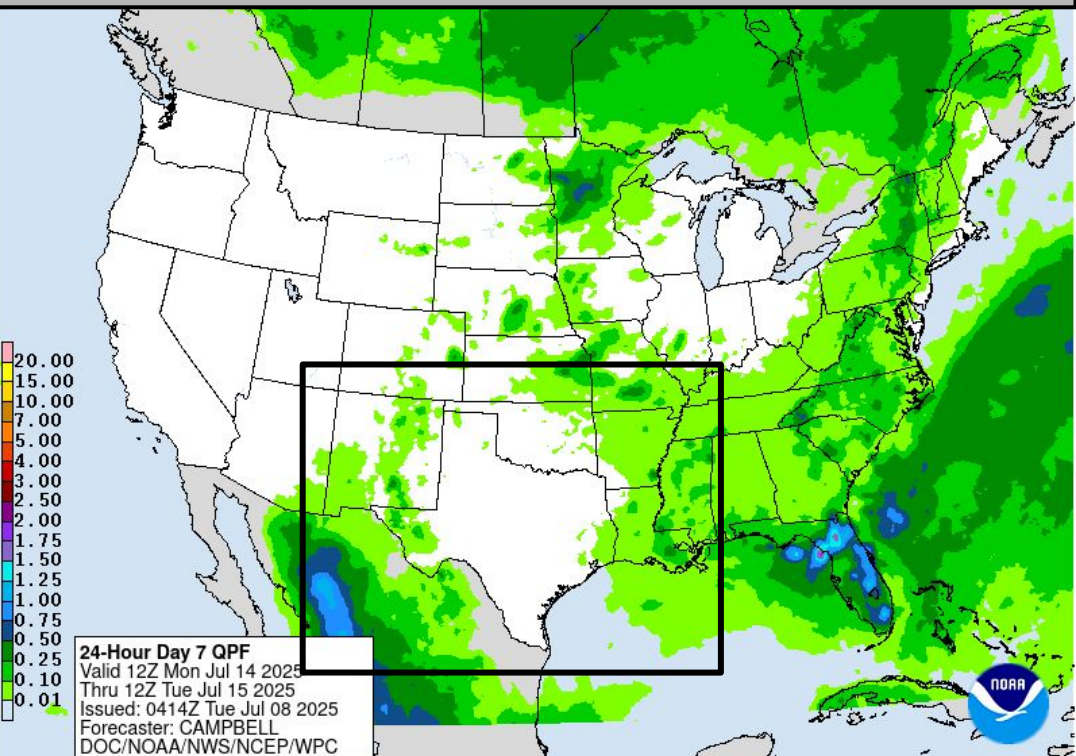 20.00
15.00
10.00
7.00
5.00
4.00
3.00
2.50
2.00
1.75
1.50
1.25
1.00
0.75
0.50
0.25
0.10
0.01
24-Hour Day 7 QPF
Valid 12Z Mon Jul 14 2025
Thru 12Z Tue Jul 15 2025
Issued: 0414Z Tue Jul 08 2025
Forecaster: CAMPBELL
DOC/NOAA/NWS/NCEP/WPC
NOAA